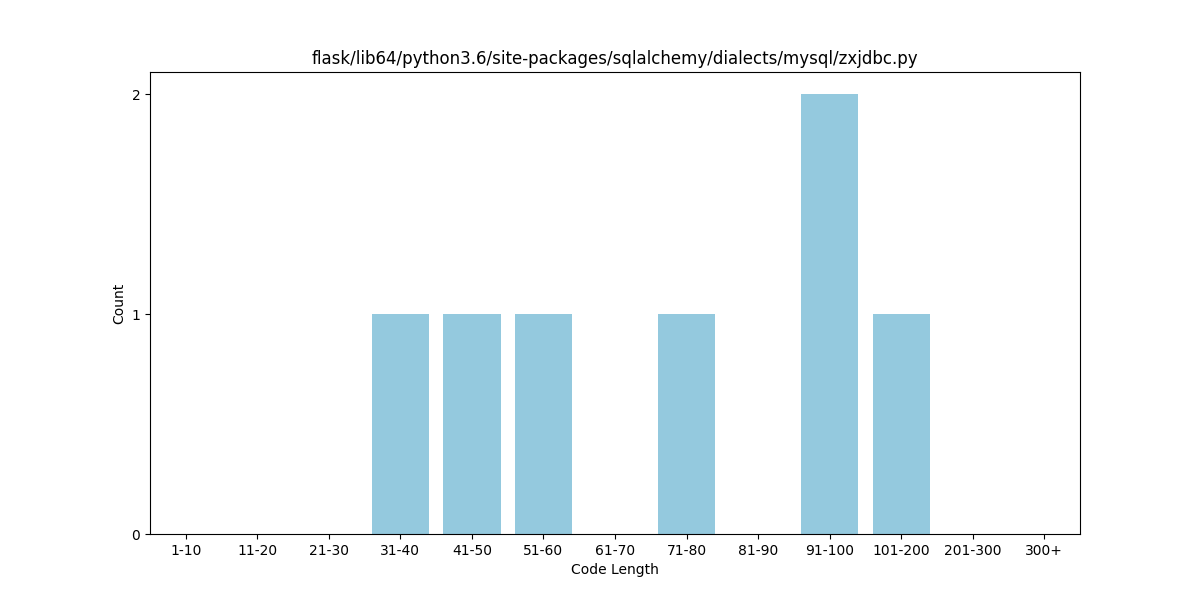 flask/lib64/python3.6/site-packages/sqlalchemy/dialects/mysql/zxjdbc.py
2
1
0
Count
1-10 11-20 21-30 31-40 41-50 51-60 61-70 71-80 81-90 91-100 101-200 201-300 300+
Code Length